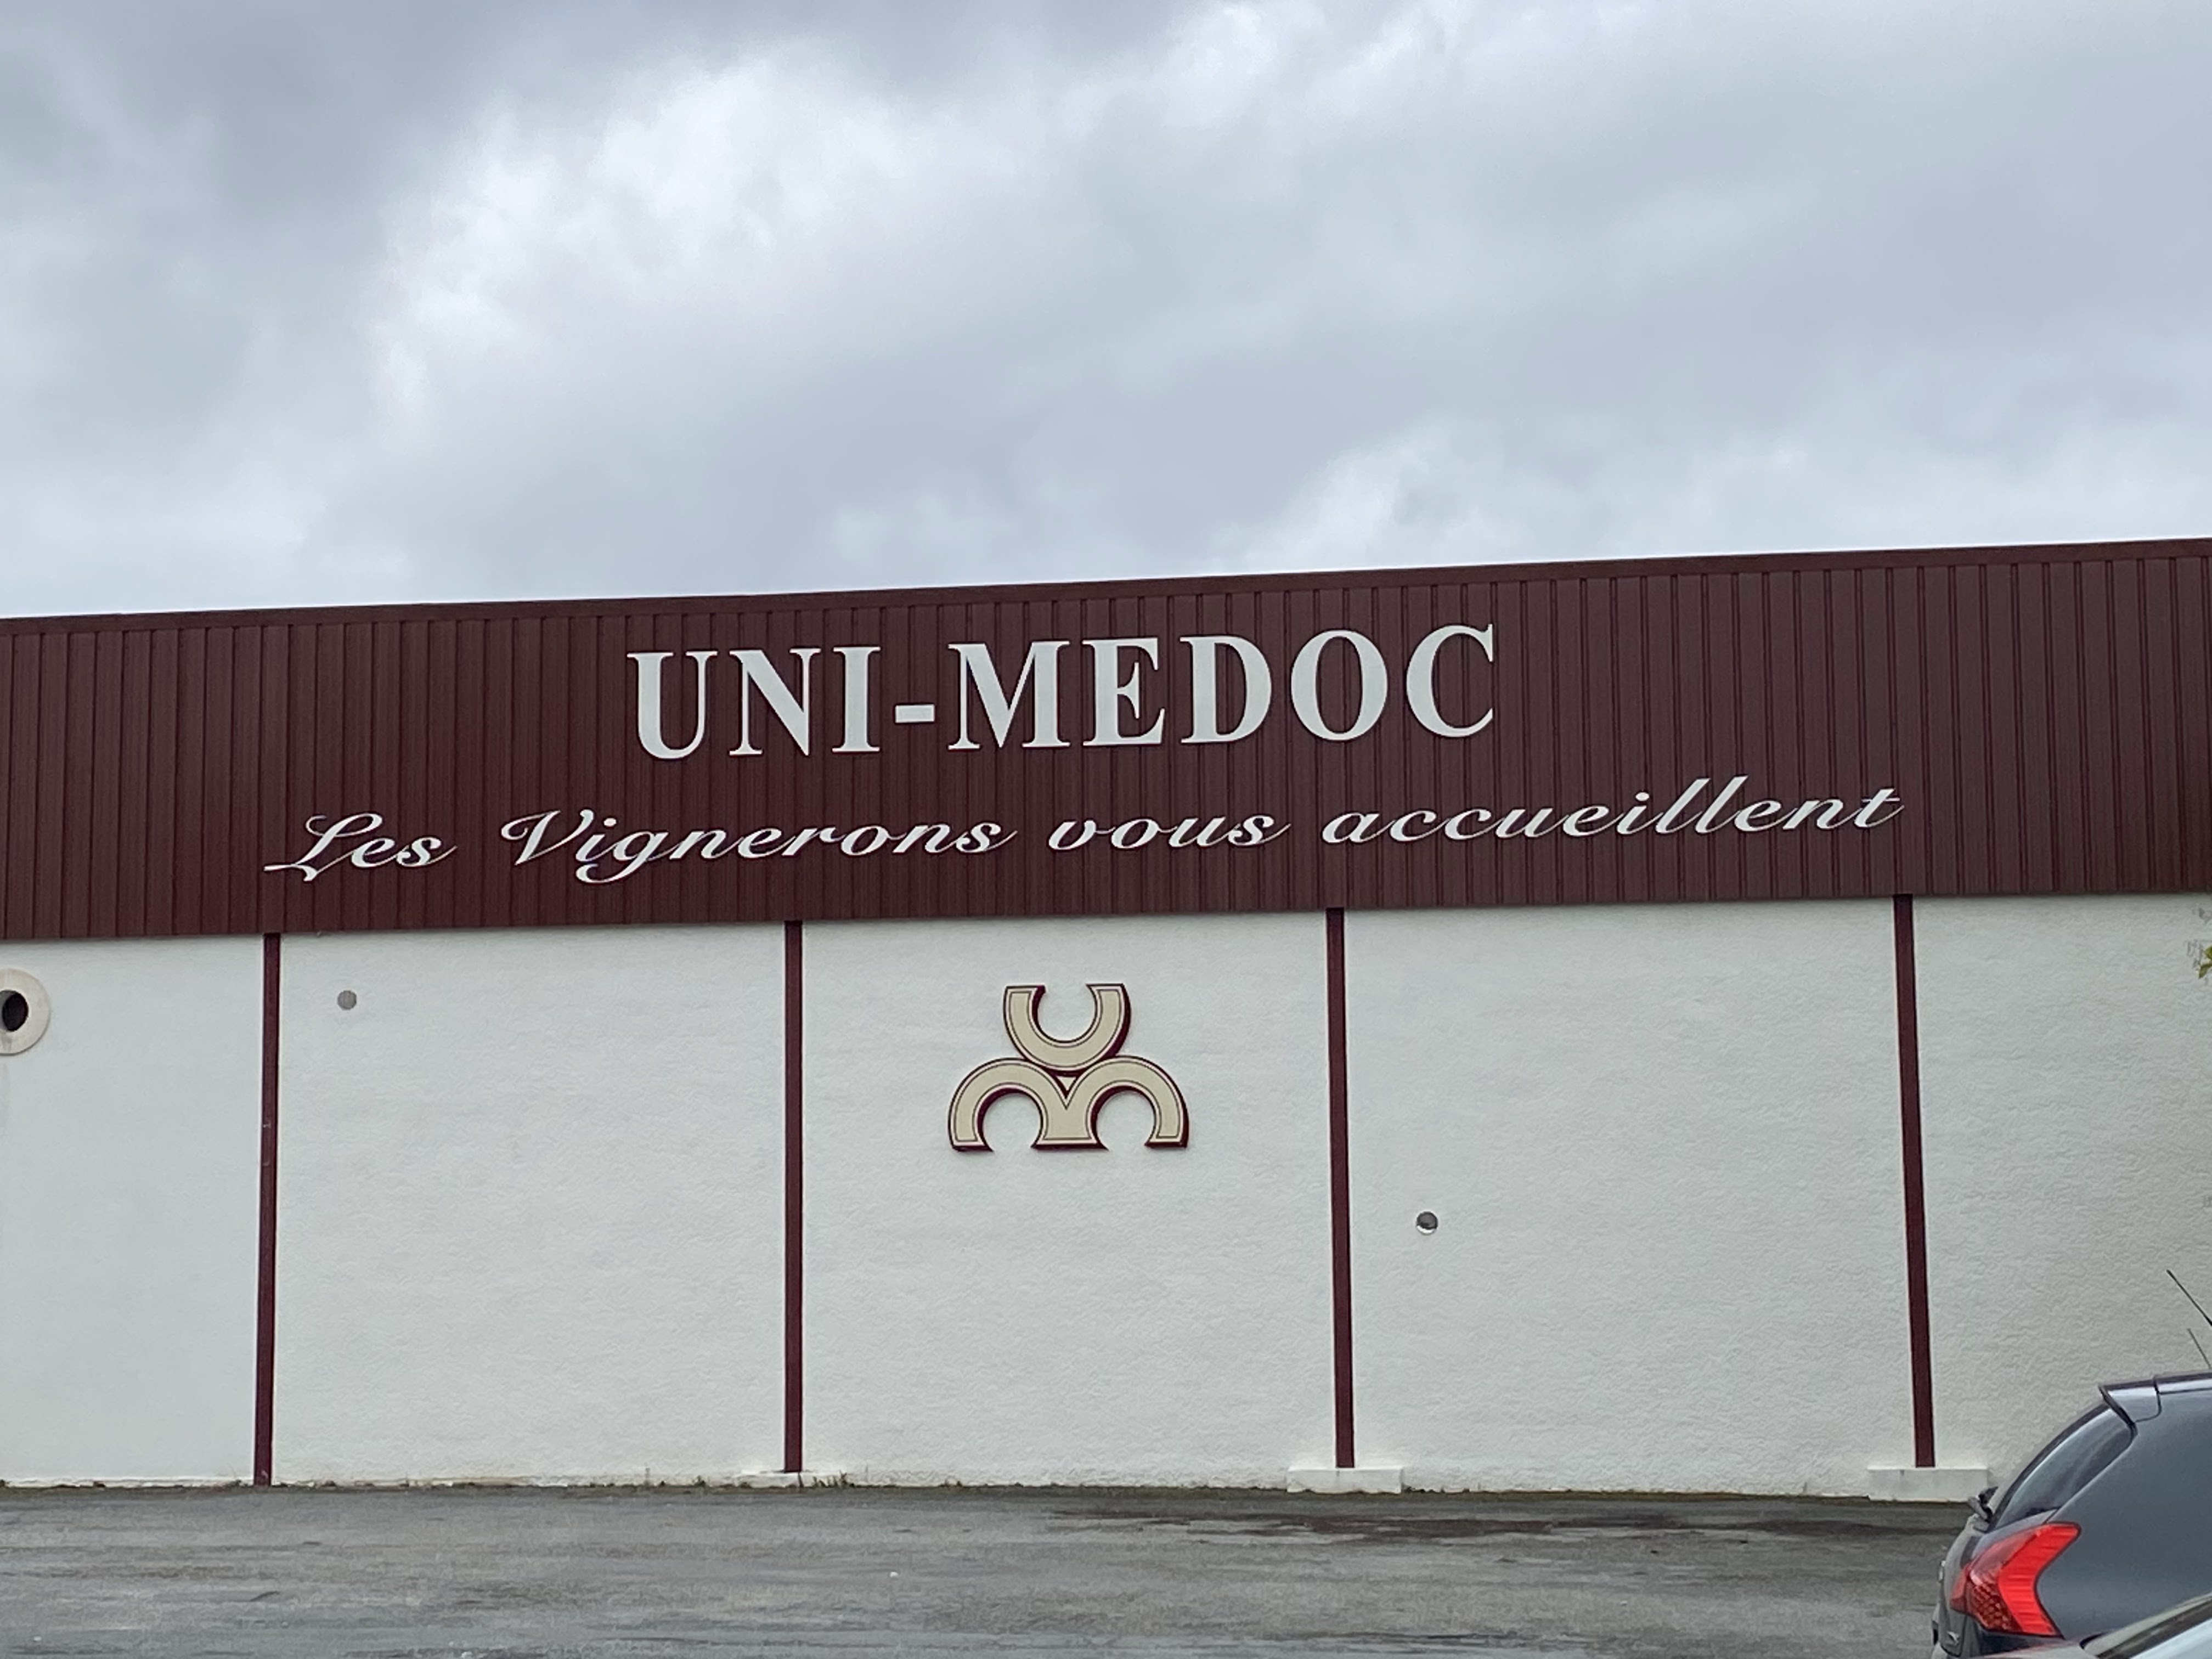 UNI-MEDOC
Les Vignerons vous accueillent